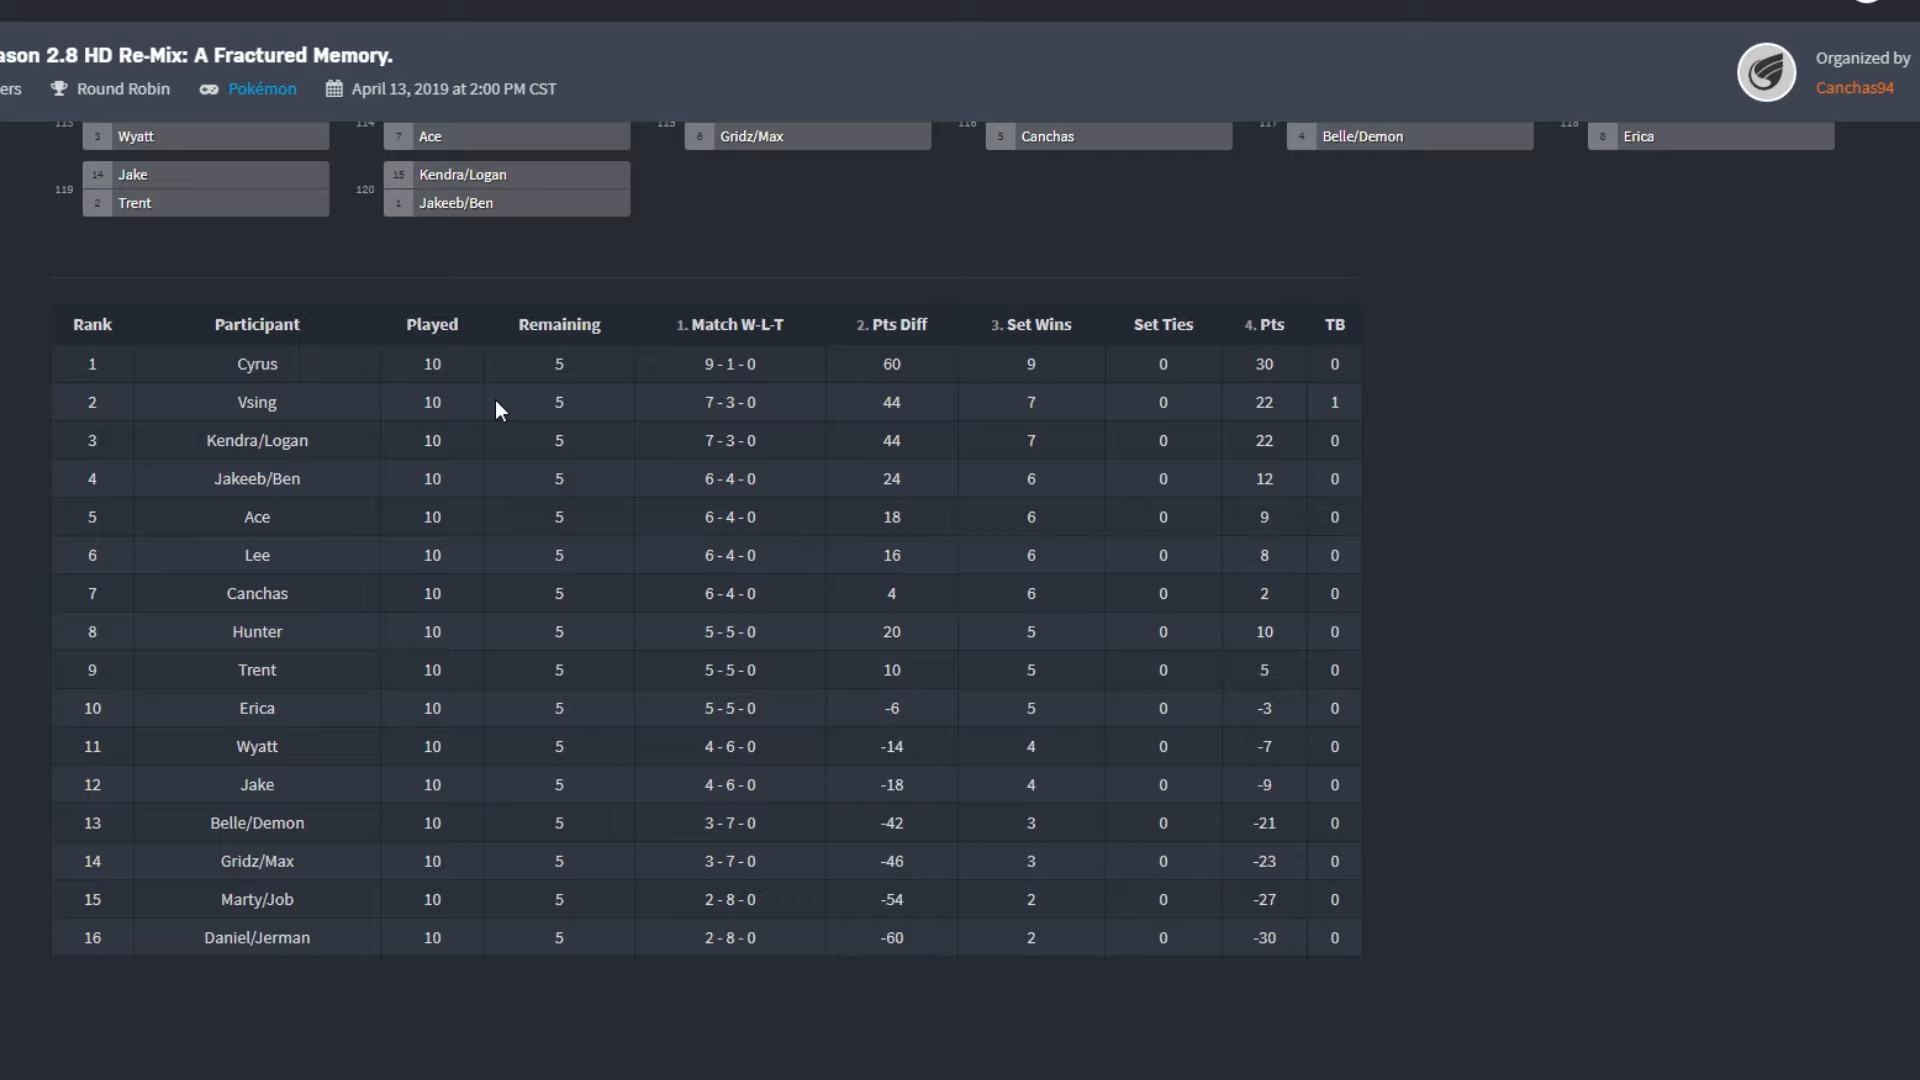 ason 2.8 HD Re-Mix: A Fractured Memory.
ers Round Robin Pokémon April 13, 2019 at 2:00 PM CST
Organized by
Canchas94
113 Wyatt 114 7 Ace 115 6 Gridz/Max 116 5 Canchas 117 4 Belle/Demon 118 8 Erica
119 14 Jake 120 15 Kendra/Logan
2 Trent 1 Jakeeb/Ben
Rank Participant Played Remaining 1. Match W-L-T 2. Pts Diff 3. Set Wins Set Ties 4. Pts TB
1 Cyrus 10 5 9 - 1 - 0 60 9 0 30 0
2 Vsing 10 5 7 - 3 - 0 44 7 0 22 1
3 Kendra/Logan 10 5 7 - 3 - 0 44 7 0 22 0
4 Jakeeb/Ben 10 5 6 - 4 - 0 24 6 0 12 0
5 Ace 10 5 6 - 4 - 0 18 6 0 9 0
6 Lee 10 5 6 - 4 - 0 16 6 0 8 0
7 Canchas 10 5 6 - 4 - 0 4 6 0 2 0
8 Hunter 10 5 5 - 5 - 0 20 5 0 10 0
9 Trent 10 5 5 - 5 - 0 10 5 0 5 0
10 Erica 10 5 5 - 5 - 0 -6 5 0 -3 0
11 Wyatt 10 5 4 - 6 - 0 -14 4 0 -7 0
12 Jake 10 5 4 - 6 - 0 -18 4 0 -9 0
13 Belle/Demon 10 5 3 - 7 - 0 -42 3 0 -21 0
14 Gridz/Max 10 5 3 - 7 - 0 -46 3 0 -23 0
15 Marty/Job 10 5 2 - 8 - 0 -54 2 0 -27 0
16 Daniel/Jerman 10 5 2 - 8 - 0 -60 2 0 -30 0